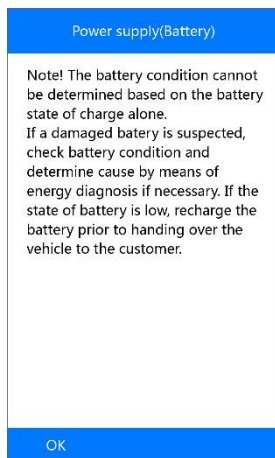 Power supply(Battery)
Note! The battery condition cannot
be determined based on the battery
state of charge alone.
If a damaged batery is suspected,
check battery condition and
determine cause by means of
energy diagnosis if necessary. If the
state of battery is low, recharge the
battery prior to handing over the
vehicle to the customer.
OK